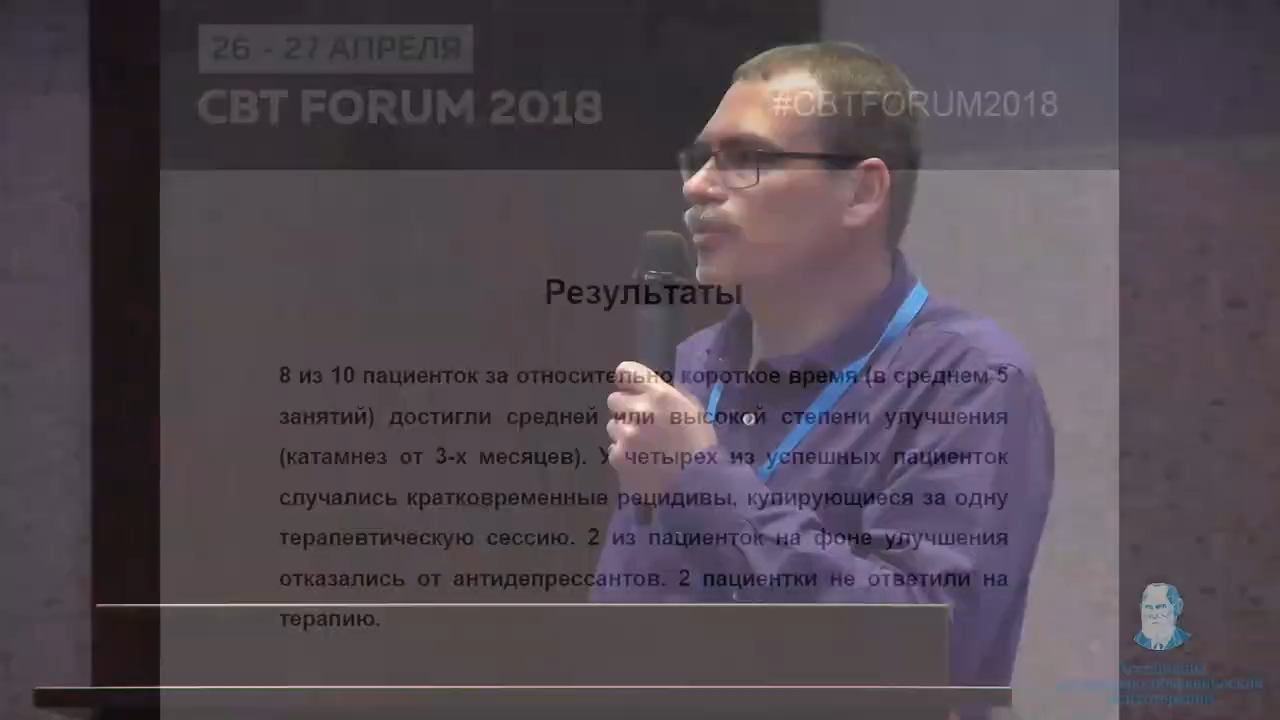 26 - 27 АПРЕЛЯ
CBT FORUM 2018
#CBTFORUM2018
Результаты
8 из 10 пациенток за относительно короткое время (в среднем 5
занятий) достигли средней или высокой степени улучшения
(катамнез от 3-х месяцев). У четырех из успешных пациенток
случались кратковременные рецидивы, купирующиеся за одну
терапевтическую сессию. 2 из пациенток на фоне улучшения
отказались от антидепрессантов. 2 пациентки не ответили на
терапию.
Ассоциация
психотерапии